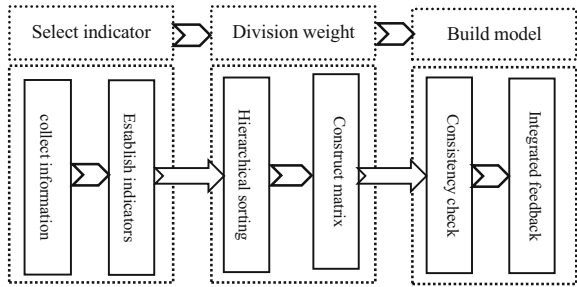 Select indicator
Division weight
Build model
collect information
Establish indicators
Hierarchical sorting
Construct matrix
Consistency check
Integrated feedback